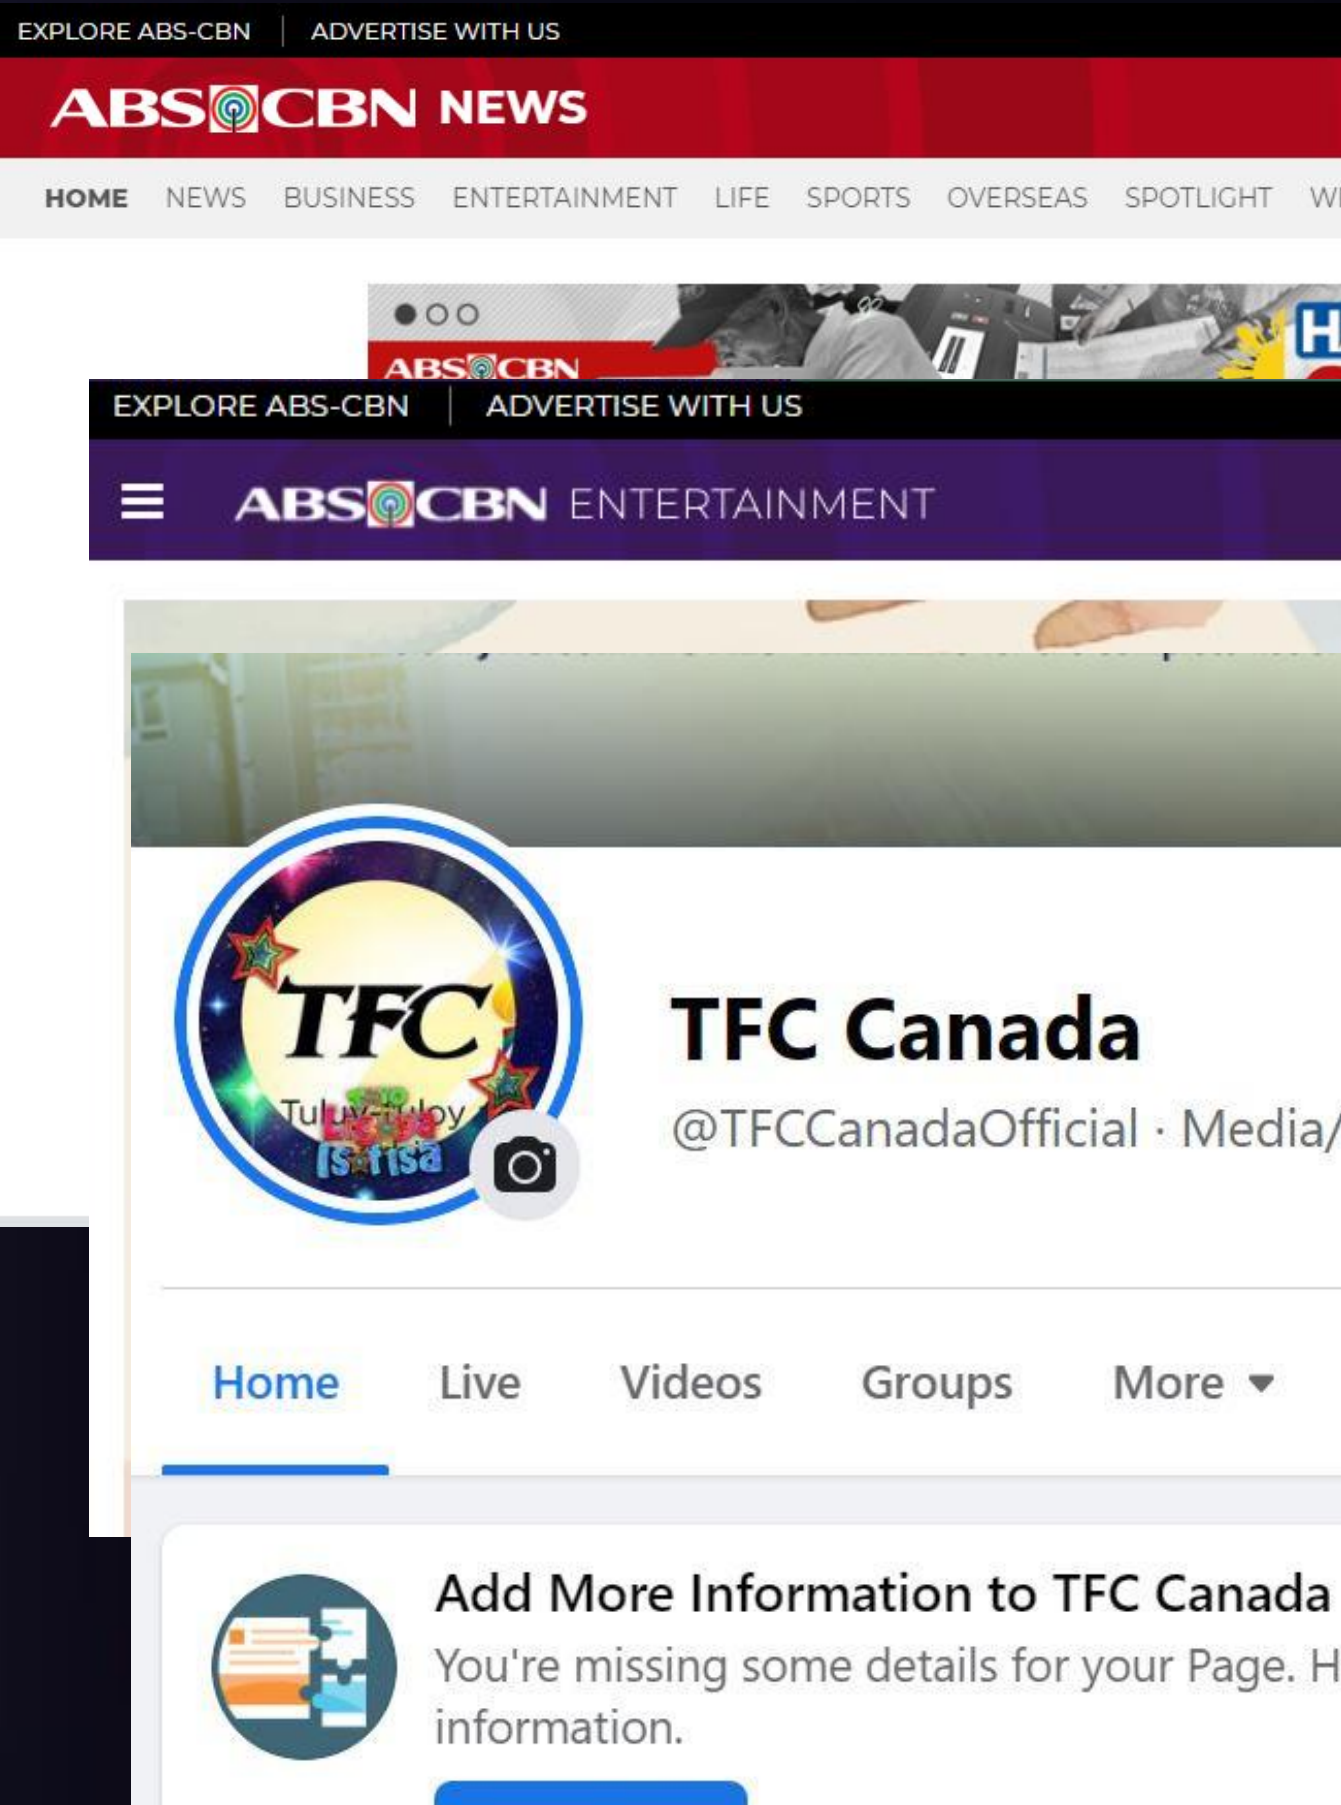 EXPLORE ABS-CBN | ADVERTISE WITH US
ABS CBN NEWS
HOME NEWS BUSINESS ENTERTAINMENT LIFE SPORTS OVERSEAS SPOTLIGHT
ABS CBN
EXPLORE ABS-CBN | ADVERTISE WITH US
ABS CBN ENTERTAINMENT
TFC
Tuluy-tuloy
TFC Canada
@TFCCanadaOfficial · Media/
Home Live Videos Groups More
Add More Information to TFC Canada
You're missing some details for your Page. H
information.